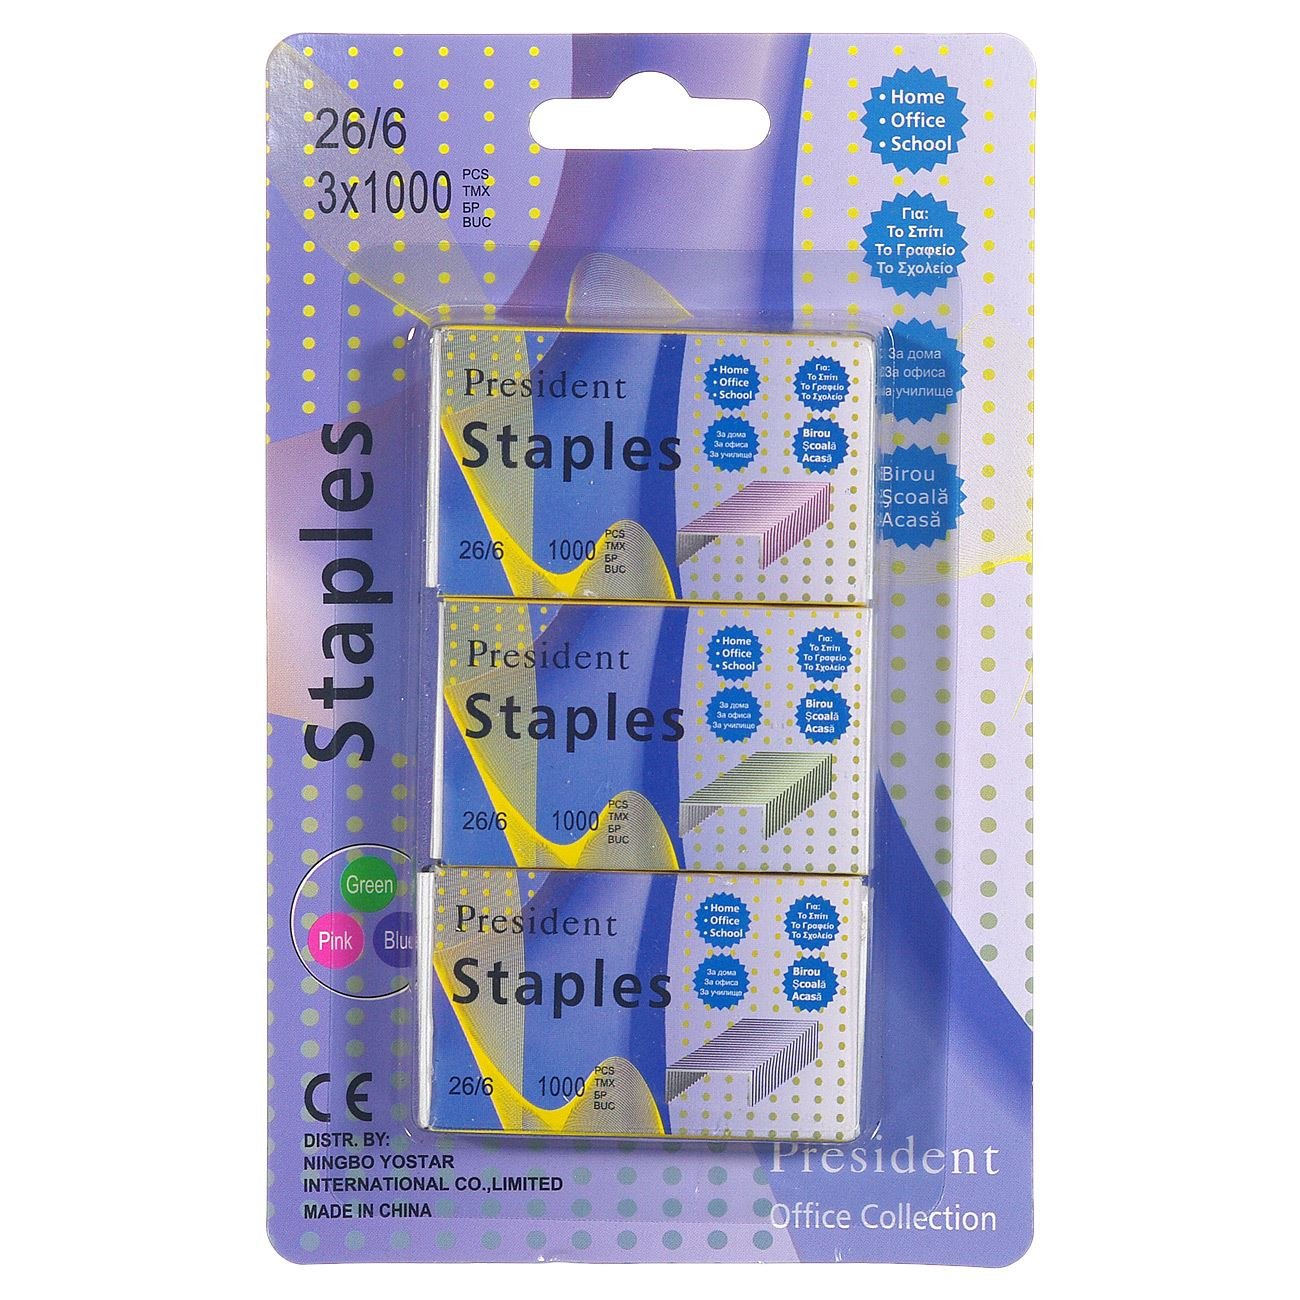 26/6
3x1000 PCS
TMX
БР
BUC
• Home
• Office
• School
Για:
Το Σπίτι
Το Γραφείο
Το Σχολείο
За дома
За офиса
За училище
Birou
Şcoală
Acasă
Staples
President
Staples
26/6 1000 PCS
TMX
БР
BUC
• Home
• Office
• School
Για:
Το Σπίτι
Το Γραφείο
Το Σχολείο
За дома
За офиса
За училище
Birou
Şcoală
Acasă
President
Staples
26/6 1000 PCS
TMX
БР
BUC
• Home
• Office
• School
Για:
Το Σπίτι
Το Γραφείο
Το Σχολείο
За дома
За офиса
За училище
Birou
Şcoală
Acasă
President
Staples
26/6 1000 PCS
TMX
БР
BUC
• Home
• Office
• School
Για:
Το Σπίτι
Το Γραφείο
Το Σχολείο
За дома
За офиса
За училище
Birou
Şcoală
Acasă
Green
Pink Blue
CE
DISTR. BY:
NINGBO YOSTAR
INTERNATIONAL CO.,LIMITED
MADE IN CHINA
President
Office Collection